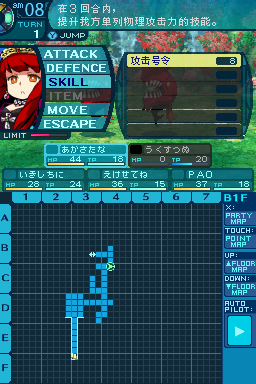 am 08
TURN
1
在3回合内，
提升我方单列物理攻击力的技能。
Y JUMP
ATTACK
DEFENCE
SKILL
ITEM
MOVE
ESCAPE
LIMIT
攻击号令 8
あかさたな
HP 44 TP 18
うくすつぬ
HP 0 TP 20
いきしちに
HP 28 TP 24
えけせてね
HP 36 TP 15
PAO
HP 37 TP 18
1 2 3 4 5 6 7
B1F
A
B
C
D
E
F
X:
PARTY
MAP
TOUCH:
POINT
MAP
UP:
▲FLOOR
MAP
DOWN:
▼FLOOR
MAP
AUTO
PILOT: